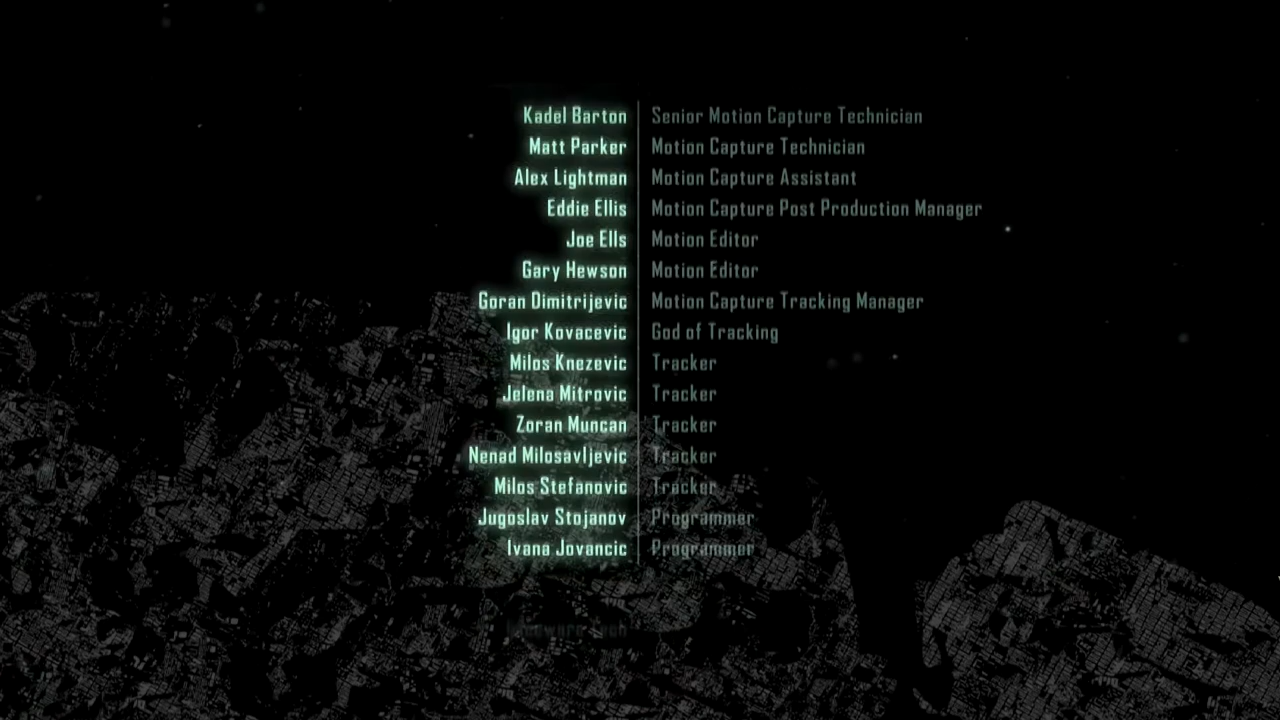 Kadel Barton Senior Motion Capture Technician
Matt Parker Motion Capture Technician
Alex Lightman Motion Capture Assistant
Eddie Ellis Motion Capture Post Production Manager
Joe Ells Motion Editor
Gary Hewson Motion Editor
Goran Dimitrijevic Motion Capture Tracking Manager
Igor Kovacevic God of Tracking
Milos Knezevic Tracker
Jelena Mitrovic Tracker
Zoran Muncan Tracker
Nenad Milosavljevic Tracker
Milos Stefanovic Tracker
Jugoslav Stojanov Programmer
Ivana Jovancic Programmer